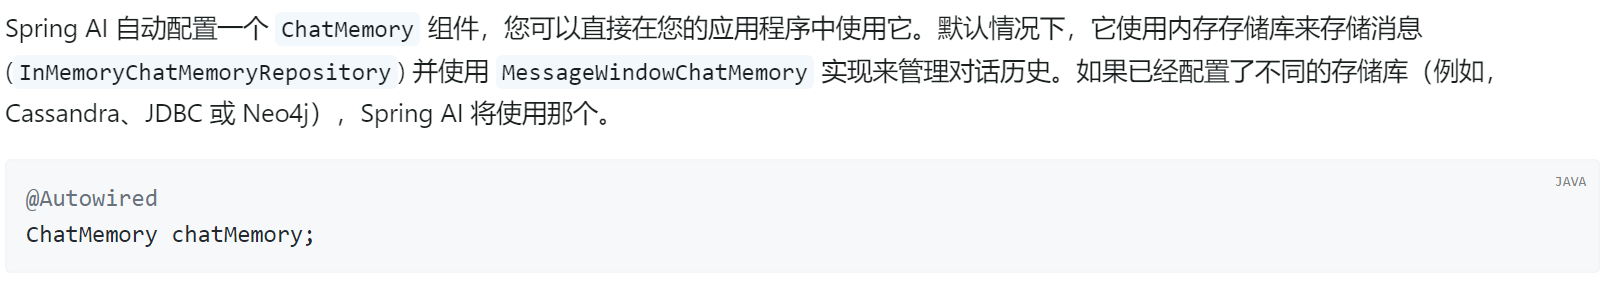 Spring AI 自动配置一个 ChatMemory 组件，您可以直接在您的应用程序中使用它。默认情况下，它使用内存存储库来存储消息
(InMemoryChatMemoryRepository) 并使用 MessageWindowChatMemory 实现来管理对话历史。如果已经配置了不同的存储库（例如，
Cassandra、JDBC 或 Neo4j），Spring AI 将使用那个。
JAVA
@Autowired
ChatMemory chatMemory;